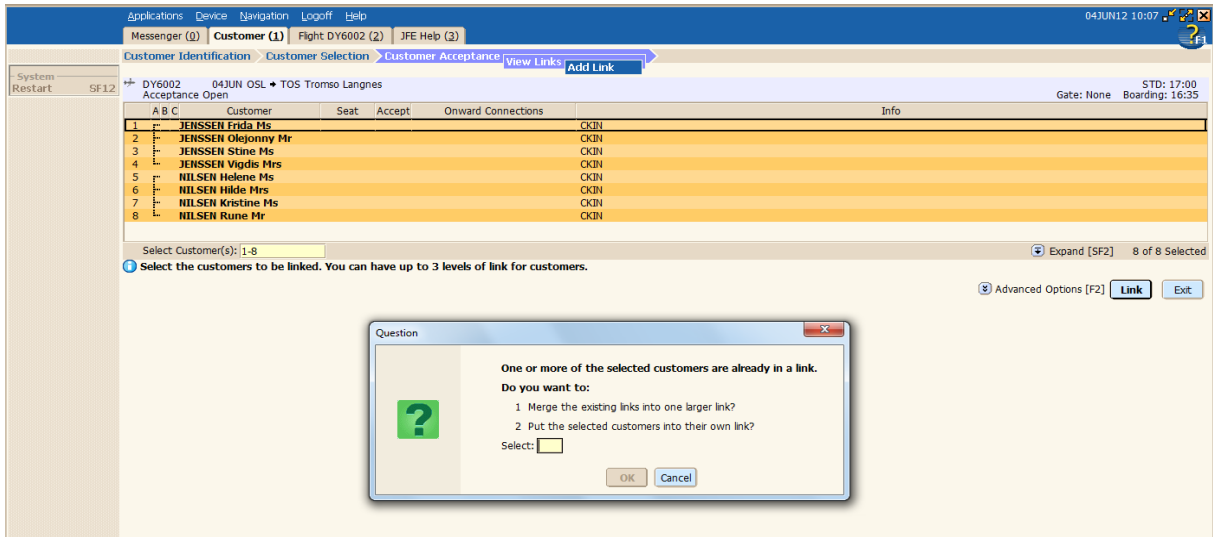 Applications Device Navigation Logoff Help 04JUN12 10:07
Messenger (0) Customer (1) Flight DY6002 (2) JFE Help (3) ?F1
Customer Identification Customer Selection Customer Acceptance View Links Add Link
System
Restart SF12
DY6002 04JUN OSL → TOS Tromso Langnes STD: 17:00
Acceptance Open Gate: None Boarding: 16:35
A B C Customer Seat Accept Onward Connections Info
1 JENSSEN Frida Ms CKIN
2 JENSSEN Olejonny Mr CKIN
3 JENSSEN Stine Ms CKIN
4 JENSSEN Vigdis Mrs CKIN
5 NILSEN Helene Ms CKIN
6 NILSEN Hilde Mrs CKIN
7 NILSEN Kristine Ms CKIN
8 NILSEN Rune Mr CKIN
Select Customer(s): 1-8 Expand [SF2] 8 of 8 Selected
Select the customers to be linked. You can have up to 3 levels of link for customers.
Advanced Options [F2] Link Exit
Question
One or more of the selected customers are already in a link.
Do you want to:
1 Merge the existing links into one larger link?
2 Put the selected customers into their own link?
Select:
OK Cancel